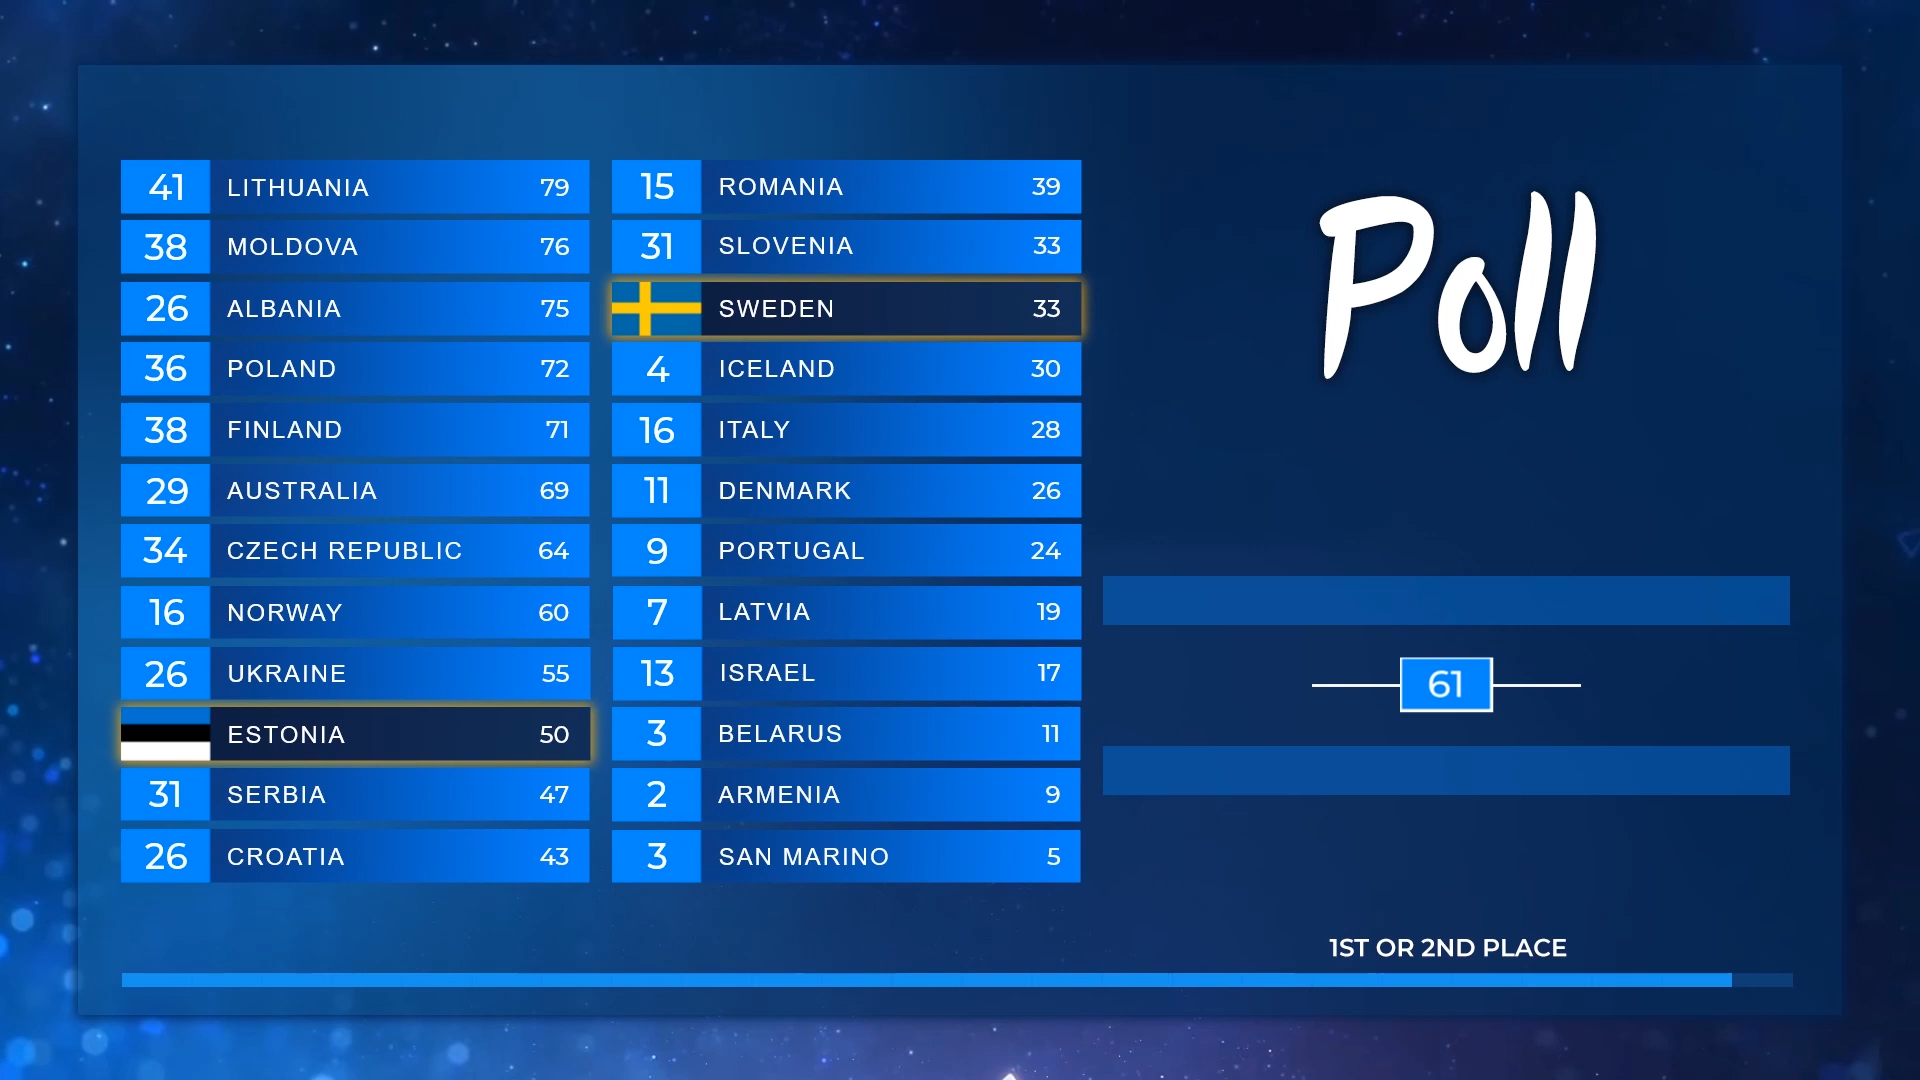 41 LITHUANIA 79
38 MOLDOVA 76
26 ALBANIA 75
36 POLAND 72
38 FINLAND 71
29 AUSTRALIA 69
34 CZECH REPUBLIC 64
16 NORWAY 60
26 UKRAINE 55
ESTONIA 50
31 SERBIA 47
26 CROATIA 43
15 ROMANIA 39
31 SLOVENIA 33
SWEDEN 33
4 ICELAND 30
16 ITALY 28
11 DENMARK 26
9 PORTUGAL 24
7 LATVIA 19
13 ISRAEL 17
3 BELARUS 11
2 ARMENIA 9
3 SAN MARINO 5
Poll
61
1ST OR 2ND PLACE